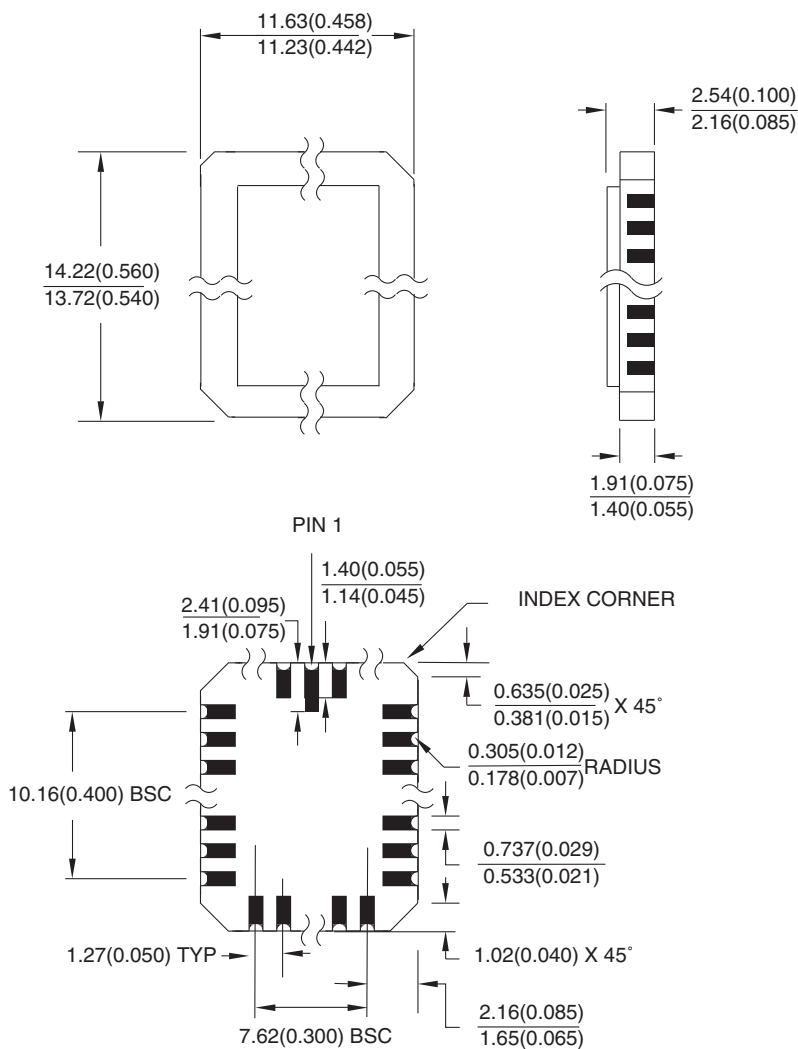 11.63(0.458)
11.23(0.442)
2.54(0.100)
2.16(0.085)
14.22(0.560)
13.72(0.540)
1.91(0.075)
1.40(0.055)
PIN 1
1.40(0.055)
1.14(0.045)
2.41(0.095)
1.91(0.075)
INDEX CORNER
0.635(0.025)
0.381(0.015)
X 45°
0.305(0.012)
0.178(0.007)
RADIUS
10.16(0.400) BSC
0.737(0.029)
0.533(0.021)
1.27(0.050) TYP
1.02(0.040) X 45°
7.62(0.300) BSC
2.16(0.085)
1.65(0.065)